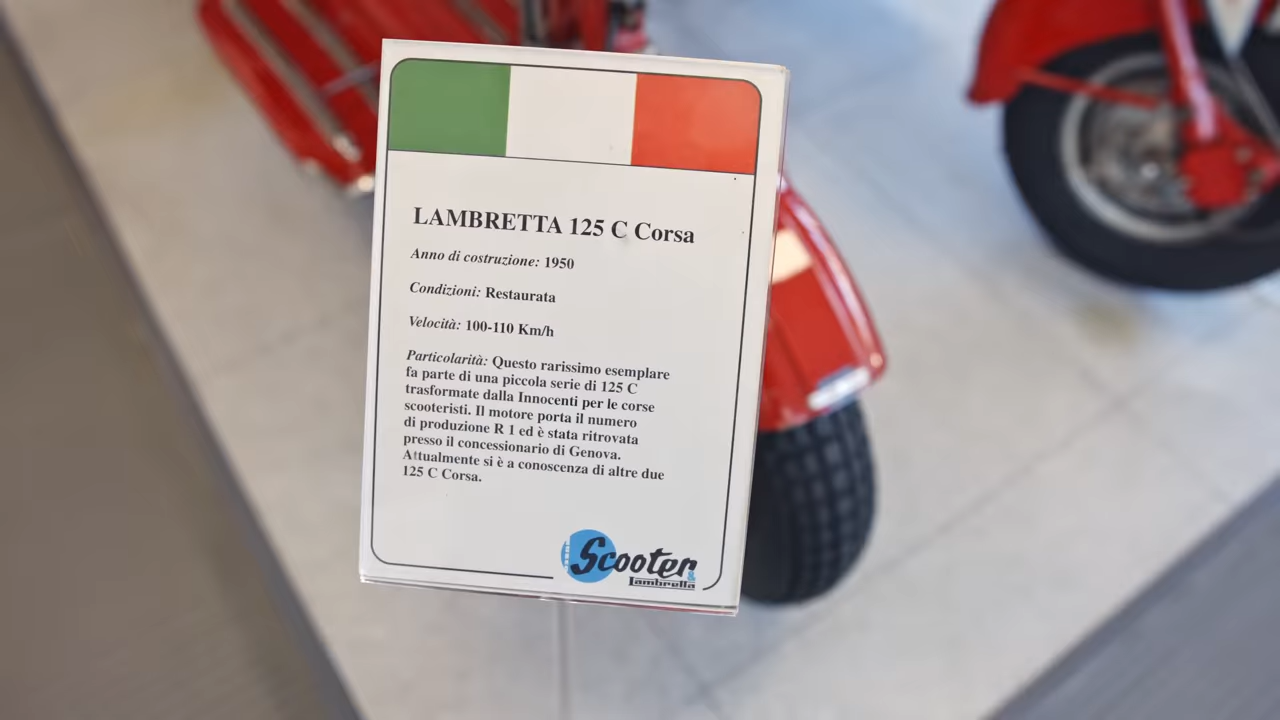 LAMBRETTA 125 C Corsa
Anno di costruzione: 1950
Condizioni: Restaurata
Velocità: 100-110 Km/h
Particolarità: Questo rarissimo esemplare
fa parte di una piccola serie di 125 C
trasformate dalla Innocenti per le corse
scooteristi. Il motore porta il numero
di produzione R 1 ed è stata ritrovata
presso il concessionario di Genova.
Attualmente si è a conoscenza di altre due
125 C Corsa.
Scooter &
Lambretta